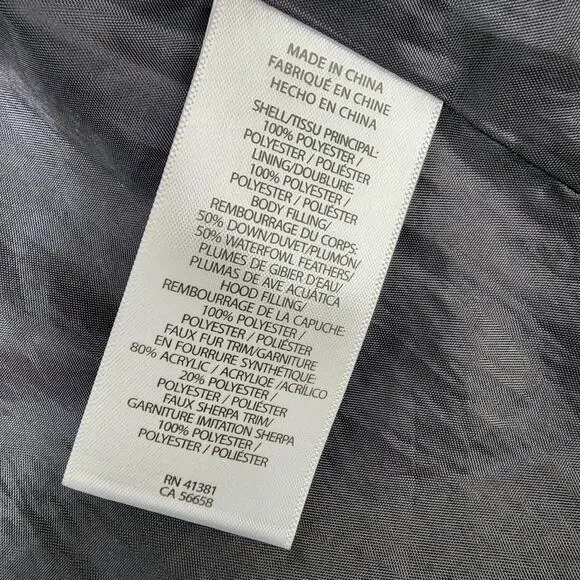 MADE IN CHINA
FABRIQUÉ EN CHINE
HECHO EN CHINA
SHELL/TISSU PRINCIPAL:
100% POLYESTER /
POLYESTER / POLIÉSTER
LINING/DOUBLURE:
100% POLYESTER /
POLYESTER / POLIÉSTER
BODY FILLING/
REMBOURRAGE DU CORPS:
50% DOWN/DUVET/PLUMÓN/
50% WATERFOWL FEATHERS/
PLUMES DE GIBIER D'EAU/
PLUMAS DE AVE ACUÁTICA
HOOD FILLING/
REMBOURRAGE DE LA CAPUCHE:
100% POLYESTER /
POLYESTER / POLIÉSTER
FAUX FUR TRIM/GARNITURE
EN FOURRURE SYNTHÉTIQUE:
80% ACRYLIC / ACRYLIQE / ACRÍLICO
20% POLYESTER /
POLYESTER / POLIÉSTER
FAUX SHERPA TRIM/
GARNITURE IMITATION SHERPA
100% POLYESTER /
POLYESTER / POLIÉSTER
RN 41381
CA 56658